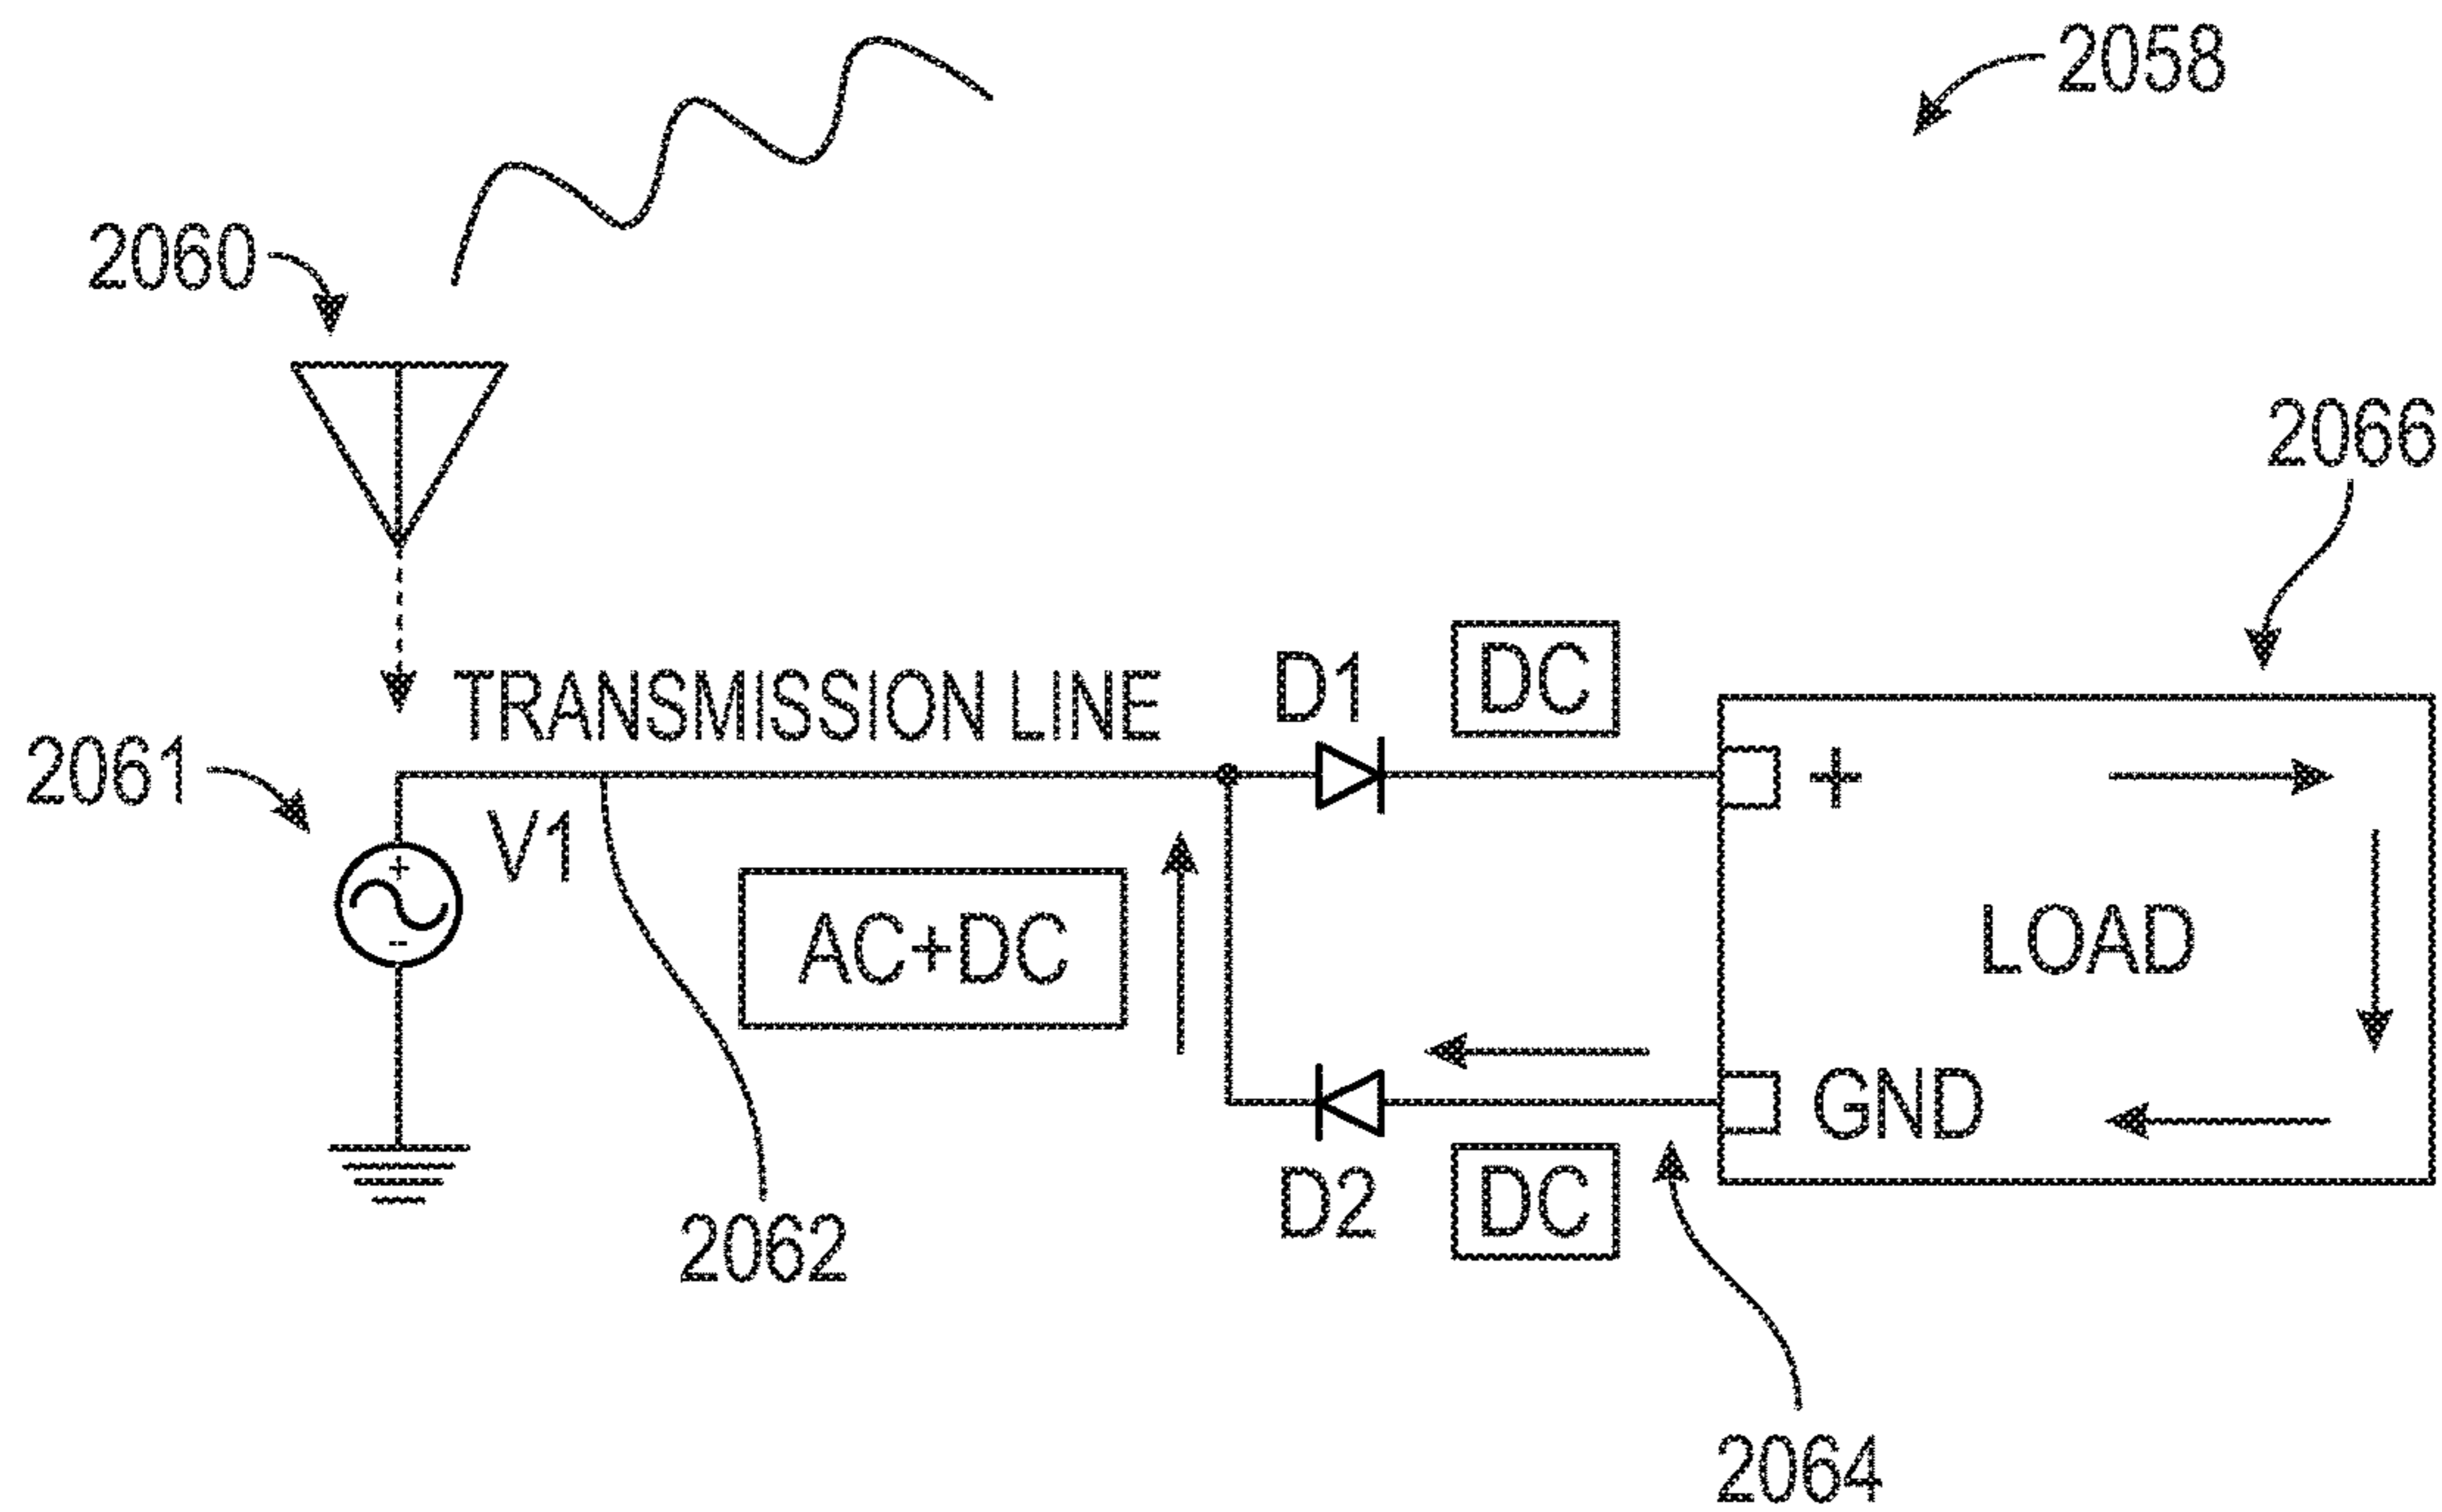 2058
2060
2066
TRANSMISSION LINE
D1
DC
2061
V1
+
+
-
AC+DC
LOAD
GND
D2
DC
2062
2064